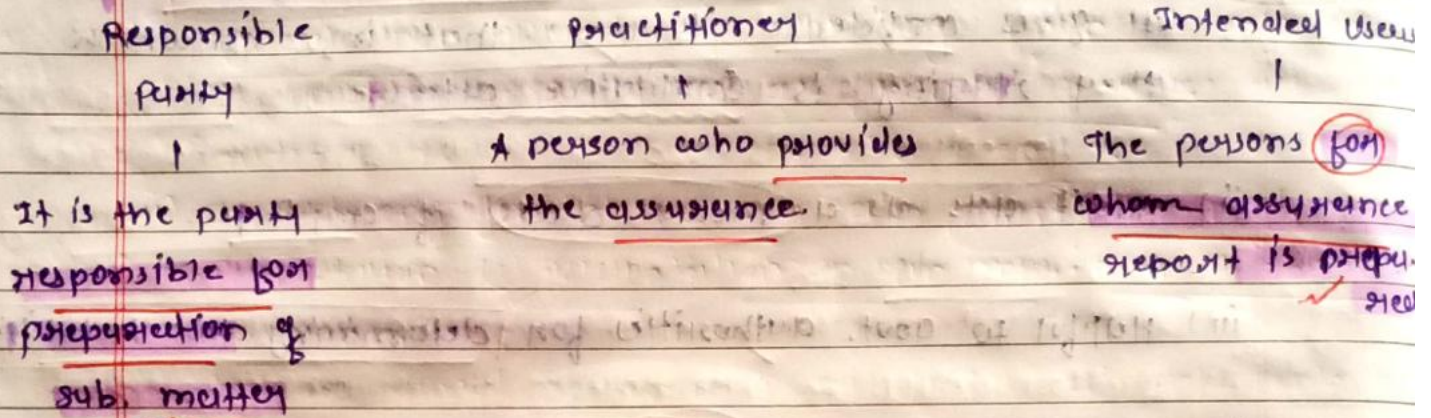 Responsible Practitioner Intended Users
Party
A person who provides The persons for
It is the party the assurance. whom assurance
responsible for report is prepa-
preparation of red
sub. matter